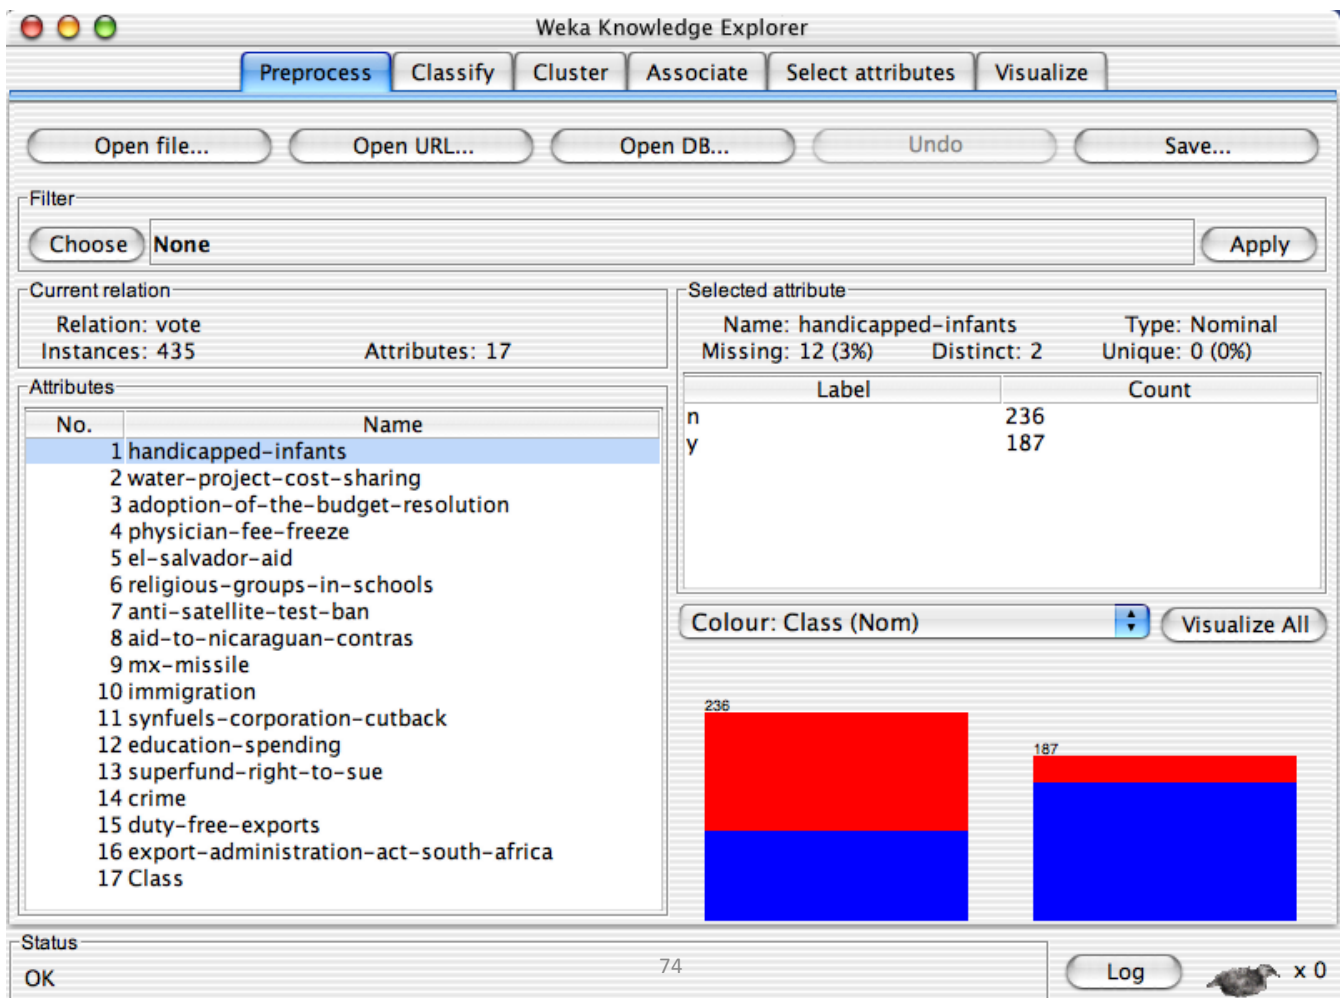 Weka Knowledge Explorer
Preprocess Classify Cluster Associate Select attributes Visualize
Open file... Open URL... Open DB... Undo Save...
Filter
Choose None Apply
Current relation
Relation: vote
Instances: 435 Attributes: 17
Selected attribute
Name: handicapped-infants Type: Nominal
Missing: 12 (3%) Distinct: 2 Unique: 0 (0%)
Label Count
n 236
y 187
Attributes
No. Name
1 handicapped-infants
2 water-project-cost-sharing
3 adoption-of-the-budget-resolution
4 physician-fee-freeze
5 el-salvador-aid
6 religious-groups-in-schools
7 anti-satellite-test-ban
8 aid-to-nicaraguan-contras
9 mx-missile
10 immigration
11 synfuels-corporation-cutback
12 education-spending
13 superfund-right-to-sue
14 crime
15 duty-free-exports
16 export-administration-act-south-africa
17 Class
Colour: Class (Nom) Visualize All
236
187
Status
OK
74
Log x 0